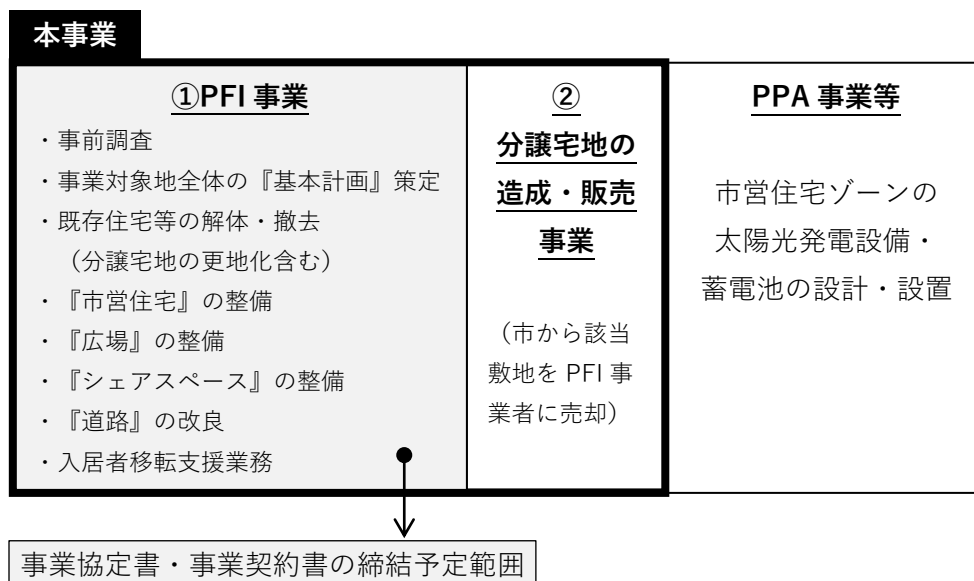 本事業
①PFI 事業
・事前調査
・事業対象地全体の『基本計画』策定
・既存住宅等の解体・撤去
（分譲宅地の更地化含む）
・『市営住宅』の整備
・『広場』の整備
・『シェアスペース』の整備
・『道路』の改良
・入居者移転支援業務
②
分譲宅地の
造成・販売
事業
（市から該当
敷地を PFI 事
業者に売却）
PPA 事業等
市営住宅ゾーンの
太陽光発電設備・
蓄電池の設計・設置
事業協定書・事業契約書の締結予定範囲